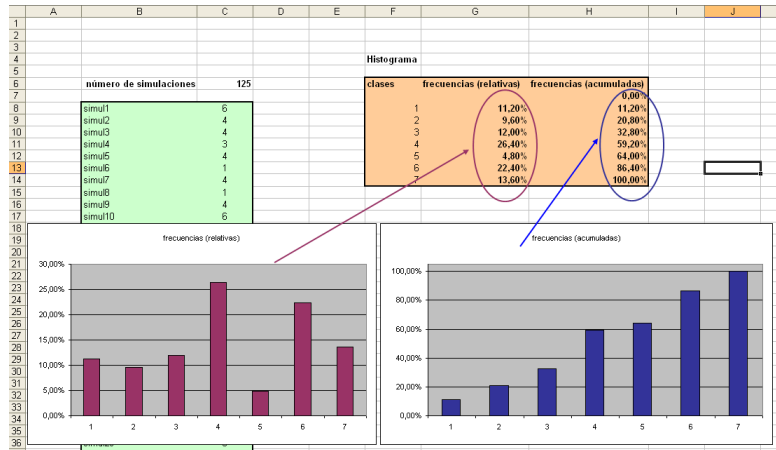 A B C D E F G H I J
1
2
3
4 Histograma
5
6 número de simulaciones 125 clases frecuencias (relativas) frecuencias (acumuladas)
7 0,00%
8 simul1 6 1 11,20% 11,20%
9 simul2 4 2 9,60% 20,80%
10 simul3 4 3 12,00% 32,80%
11 simul4 3 4 26,40% 59,20%
12 simul5 4 5 4,80% 64,00%
13 simul6 1 6 22,40% 86,40%
14 simul7 4 7 13,60% 100,00%
15 simul8 1
16 simul9 4
17 simul10 6
18
19
20
21
22
23
24
25
26
27
28
29
30
31
32
33
34
35
36
frecuencias (relativas)
30,00%
25,00%
20,00%
15,00%
10,00%
5,00%
0,00%
1 2 3 4 5 6 7
frecuencias (acumuladas)
100,00%
80,00%
60,00%
40,00%
20,00%
0,00%
1 2 3 4 5 6 7